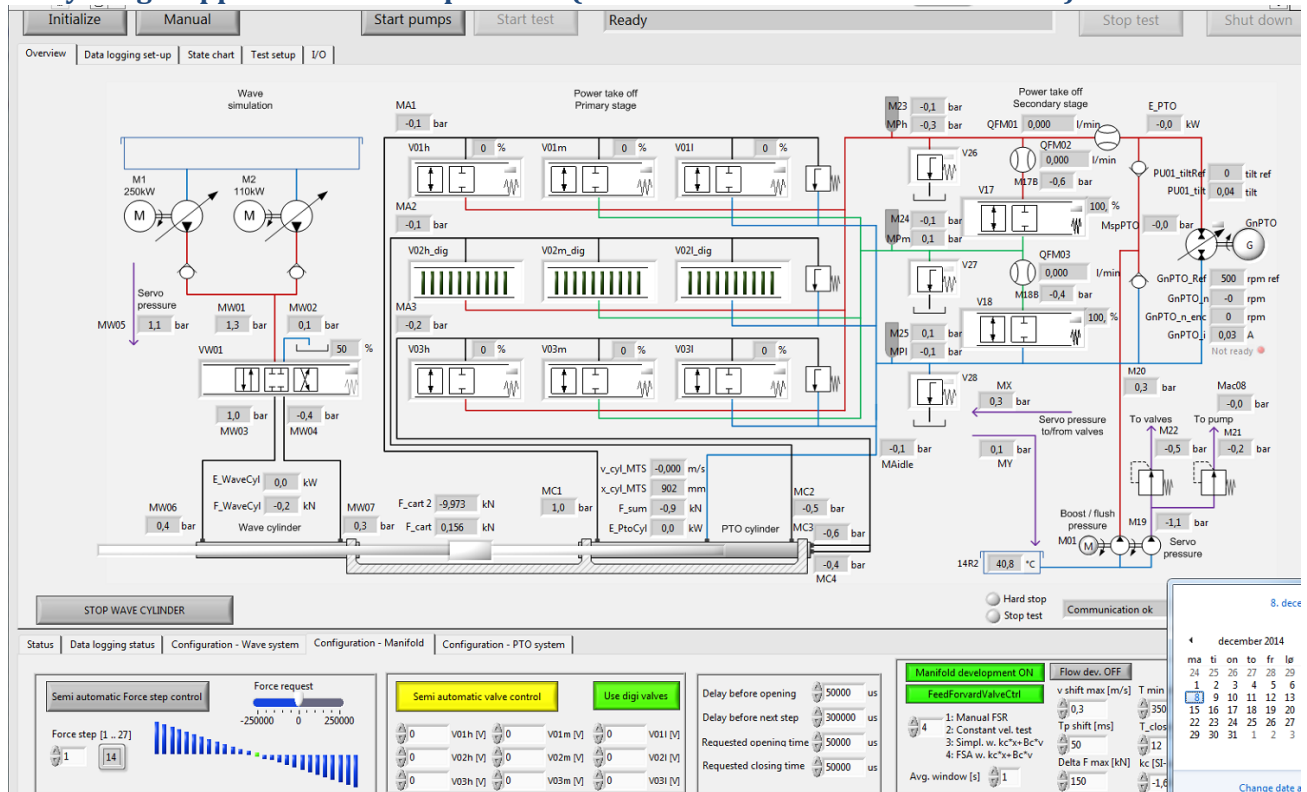 Initialize Manual Start pumps Start test Ready Stop test Shut down
Overview Data logging set-up State chart Test setup I/O
Wave simulation
Power take off Primary stage
Power take off Secondary stage
M1 250kW
M2 110kW
M
M
Servo pressure
MW05 1,1 bar
MW01 1,3 bar
MW02 0,1 bar
50 %
VW01
1,0 bar MW03
-0,4 bar MW04
E_WaveCyl 0,0 kW
F_WaveCyl -0,2 kN
MW06 0,4 bar
Wave cylinder
MW07 0,3 bar
F_cart 2 -9,973 kN
F_cart 0,156 kN
MA1 -0,1 bar
V01h 0 % V01m 0 % V01l 0 %
MA2 -0,1 bar
V02h_dig V02m_dig V02l_dig
MA3 -0,2 bar
V03h 0 % V03m 0 % V03l 0 %
MC1 1,0 bar
v_cyl_MTS -0,000 m/s
x_cyl_MTS 902 mm
F_sum -0,9 kN
E_PtoCyl 0,0 kW
PTO cylinder
MC2 -0,5 bar
MC3 -0,6 bar
-0,4 bar MC4
M23 -0,1 bar
MPh -0,3 bar
QFM01 0,000 l/min
E_PTO -0,0 kW
V26
QFM02 0,000 l/min
M17B -0,6 bar
PU01_tiltRef 0 tilt ref
PU01_tilt 0,04 tilt
V17 100, %
M24 -0,1 bar
MPm 0,1 bar
MspPTO -0,0 bar
GnPTO
G
V27
QFM03 0,000 l/min
M18B -0,4 bar
GnPTO_Ref 500 rpm ref
GnPTO_n -0 rpm
GnPTO_n_enc 0 rpm
GnPTO_i 0,03 A
Not ready
V18 100, %
M25 0,1 bar
MPl -0,1 bar
V28
-0,1 bar MAidle
MX 0,3 bar
Servo pressure to/from valves
0,1 bar MY
M20 0,3 bar
Mac08 -0,0 bar
To valves To pump
M22 -0,5 bar
M21 -0,2 bar
Boost / flush pressure
M19 -1,1 bar
M01 M
Servo pressure
14R2 40,8 °C
STOP WAVE CYLINDER
Hard stop
Stop test
Communication ok
Status Data logging status Configuration - Wave system Configuration - Manifold Configuration - PTO system
Semi automatic Force step control
Force request
-250000 0 250000
Force step [1 .. 27]
1 14
Semi automatic valve control Use digi valves
0 V01h [V] 0 V01m [V] 0 V01l [V]
0 V02h [V] 0 V02m [V] 0 V02l [V]
0 V03h [V] 0 V03m [V] 0 V03l [V]
Delay before opening 50000 us
Delay before next step 300000 us
Requested opening time 50000 us
Requested closing time 50000 us
Manifold development ON Flow dev. OFF
FeedForwardValveCtrl
4
1: Manual FSR
2: Constant vel. test
3: Simpl. w. kc*x+Bc*v
4: FSA w. kc*x+Bc*v
Avg. window [s] 1
v shift max [m/s] T min
0,3 350
Tp shift [ms]
50 12
Delta F max [kN]
150
december 2014
ma ti on to fr lø
24 25 26 27 28 29
1 2 3 4 5 6
8 9 10 11 12 13
15 16 17 18 19 20
22 23 24 25 26 27
29 30 31 1 2 3
Change date